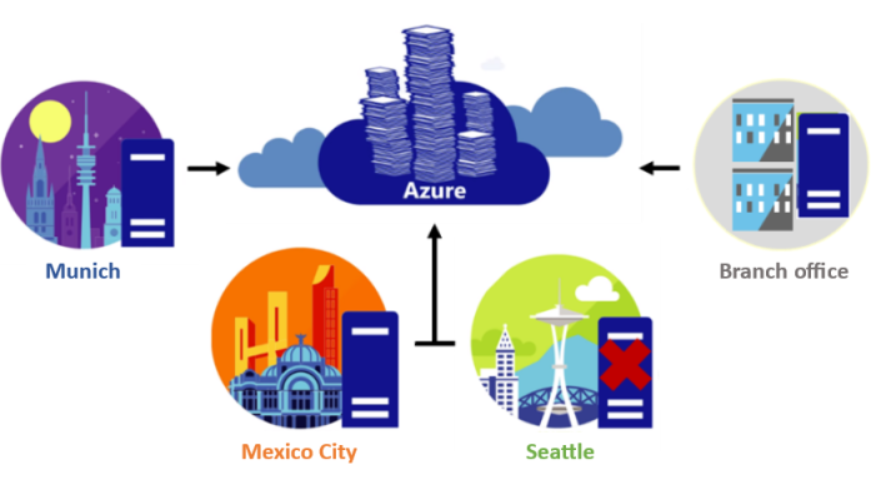 Azure
Munich
Branch office
Mexico City
Seattle